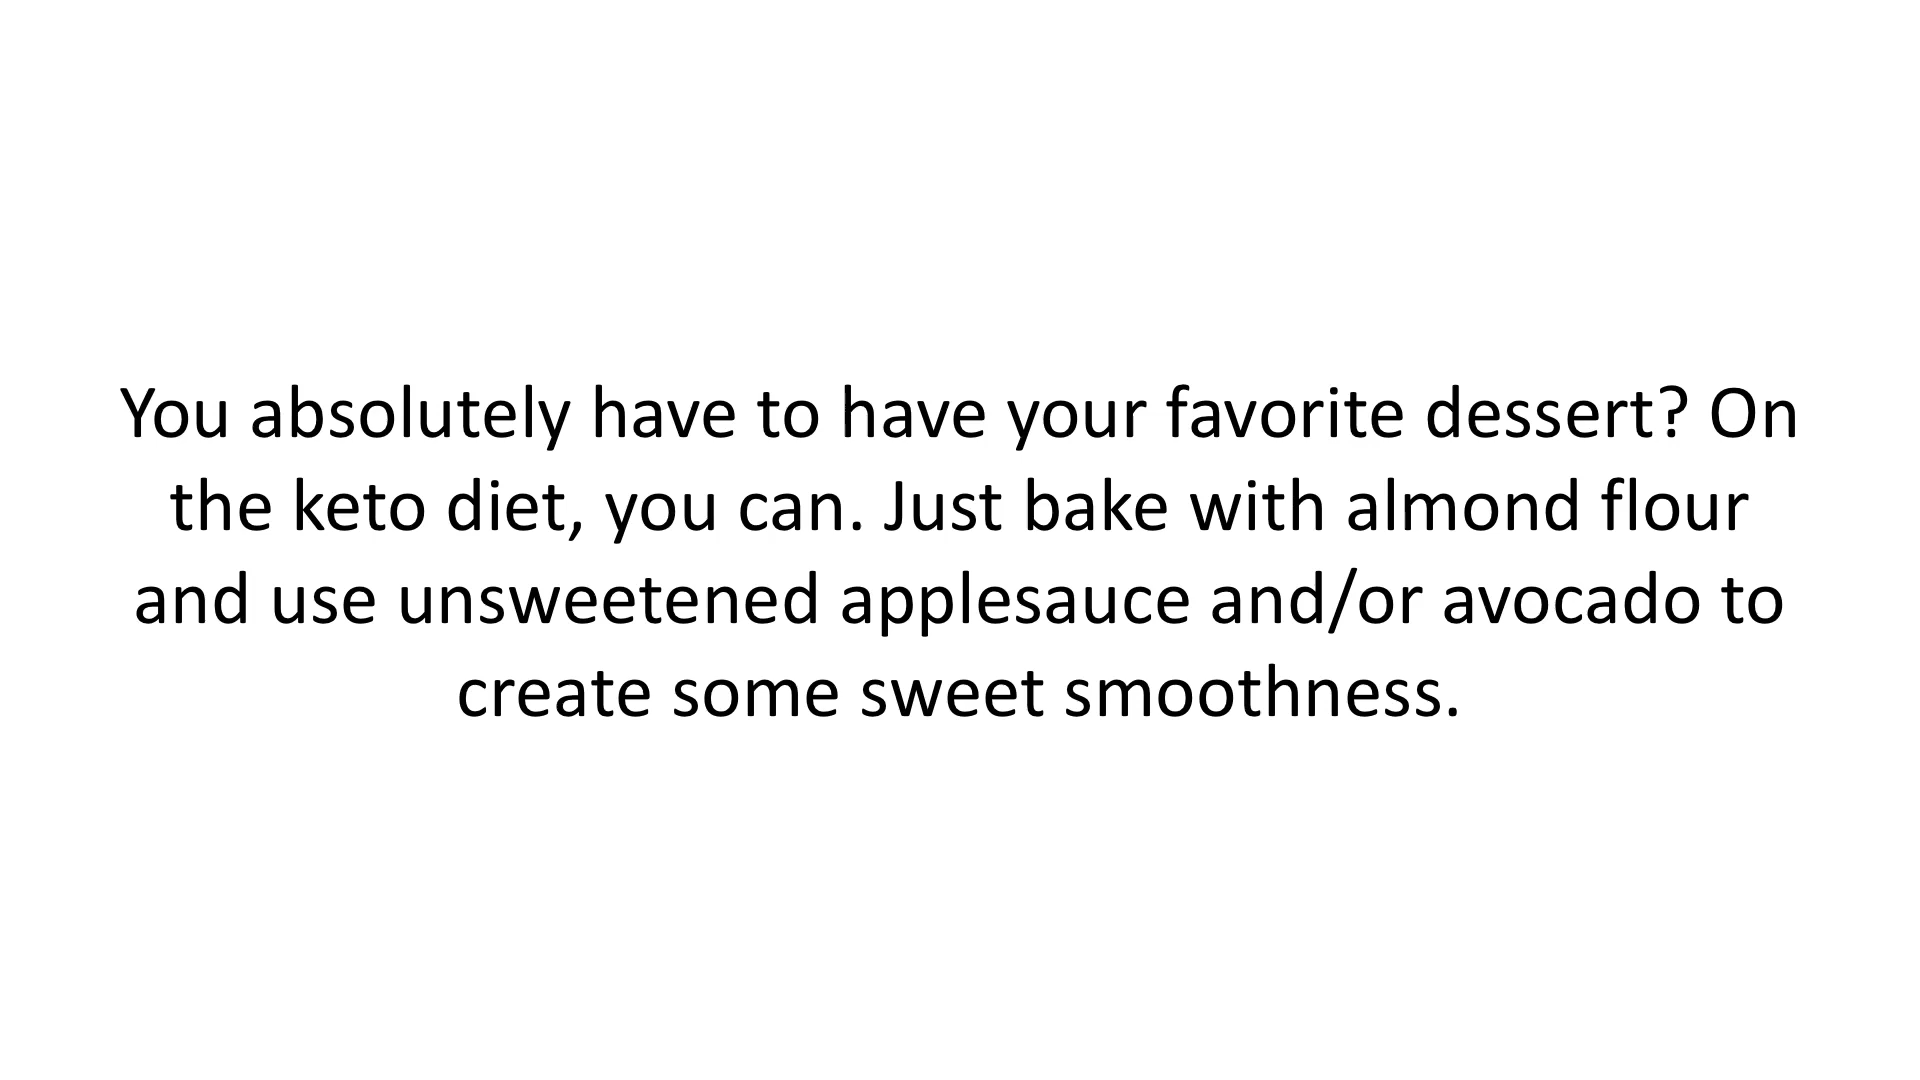 You absolutely have to have your favorite dessert? On
the keto diet, you can. Just bake with almond flour
and use unsweetened applesauce and/or avocado to
create some sweet smoothness.